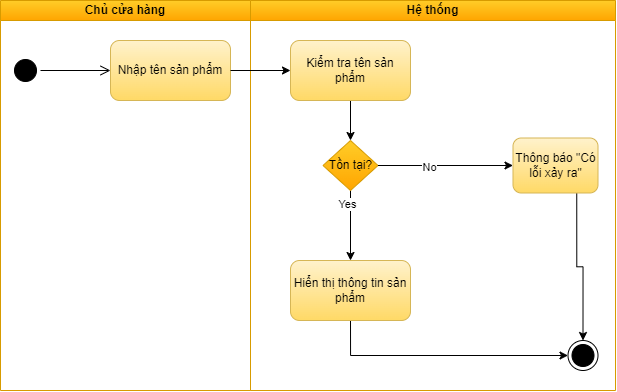 Chủ cửa hàng
Hệ thống
Nhập tên sản phẩm
Kiểm tra tên sản
phẩm
Tồn tại?
No
Thông báo "Có
lỗi xảy ra"
Yes
Hiển thị thông tin sản
phẩm